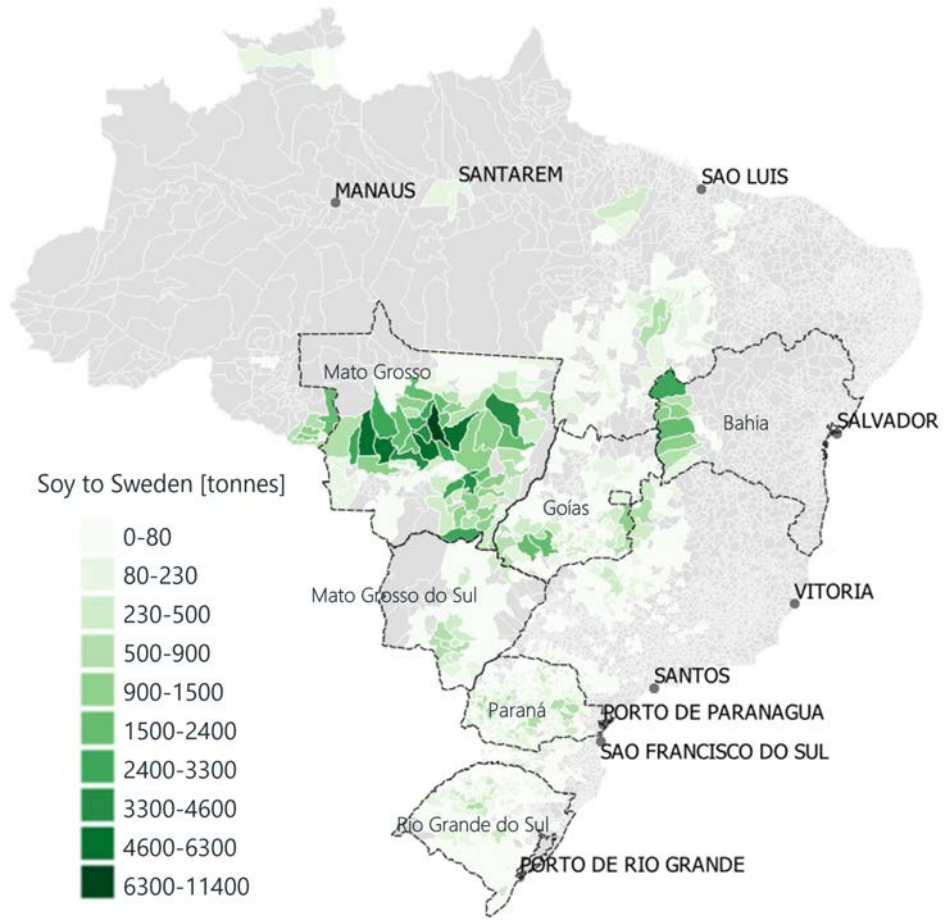 SANTAREM
MANAUS
SAO LUIS
Mato Grosso
Bahia
SALVADOR
Soy to Sweden [tonnes]
Goías
0-80
80-230
230-500
500-900
900-1500
1500-2400
2400-3300
3300-4600
4600-6300
6300-11400
Mato Grosso do Sul
VITORIA
SANTOS
Paraná
PORTO DE PARANAGUA
SAO FRANCISCO DO SUL
Rio Grande do Sul
PORTO DE RIO GRANDE